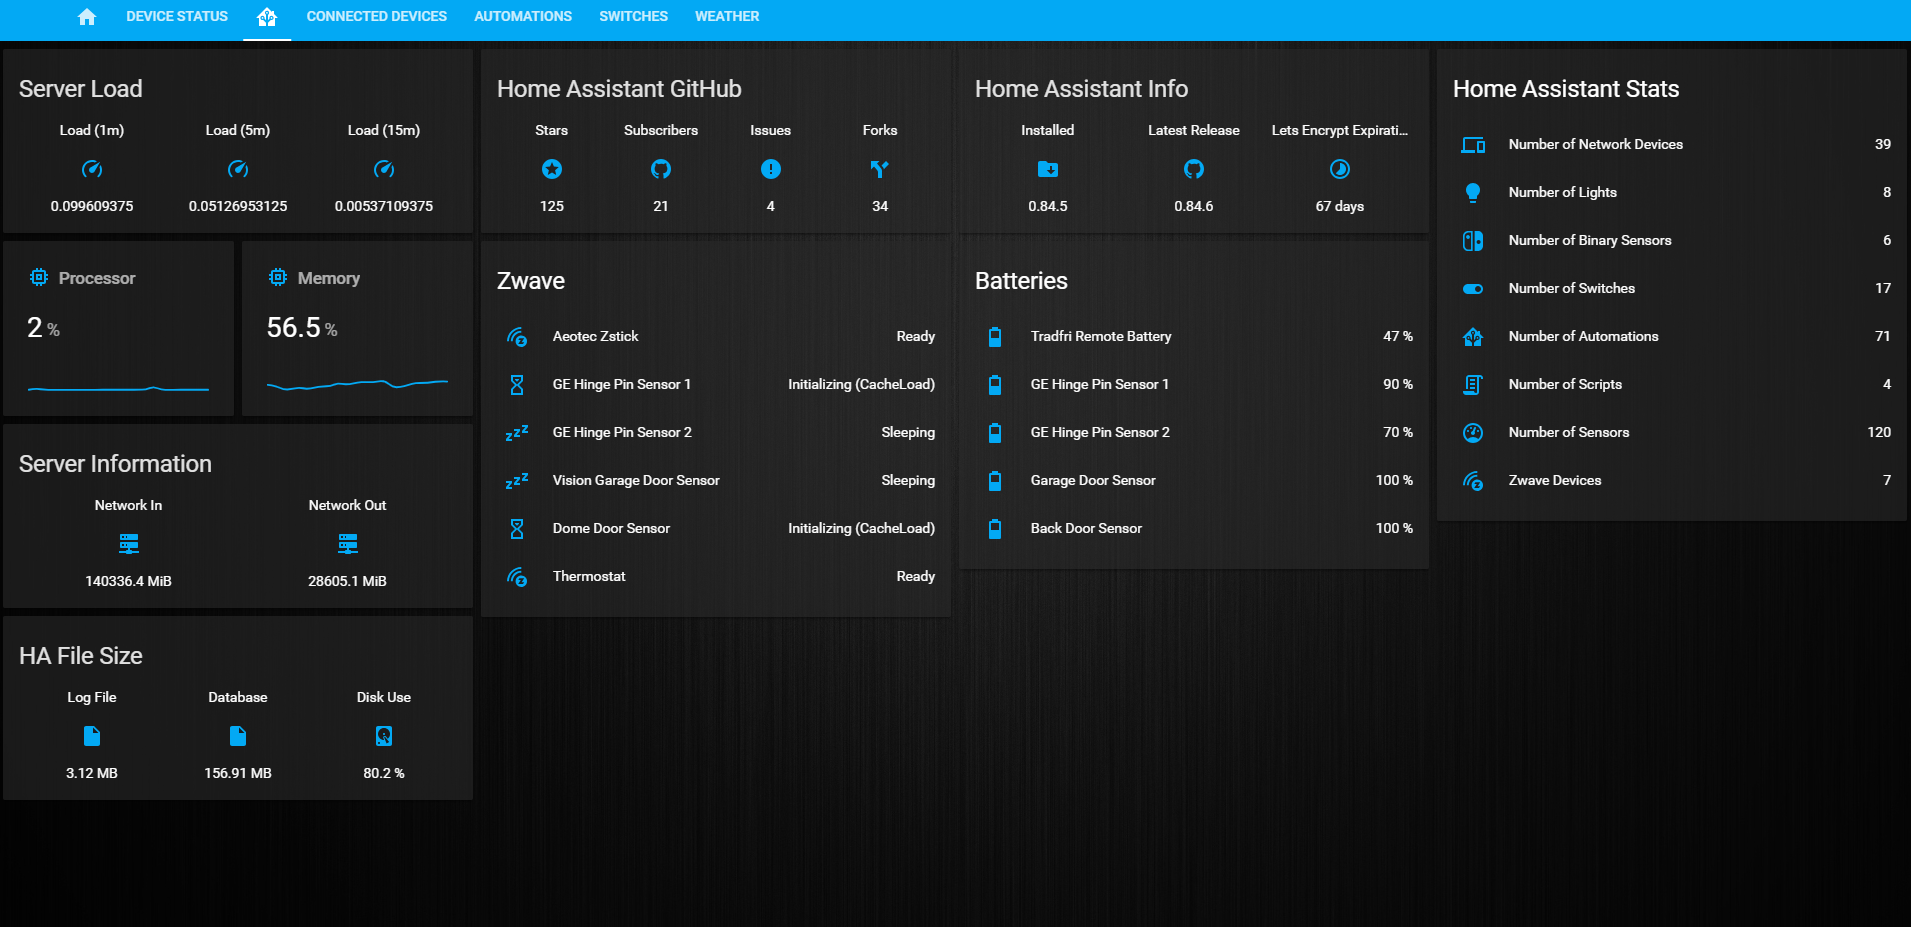 DEVICE STATUS CONNECTED DEVICES AUTOMATIONS SWITCHES WEATHER
Server Load
Load (1m) Load (5m) Load (15m)
0.099609375 0.05126953125 0.00537109375
Processor
2 %
Memory
56.5 %
Server Information
Network In Network Out
140336.4 MiB 28605.1 MiB
HA File Size
Log File Database Disk Use
3.12 MB 156.91 MB 80.2 %
Home Assistant GitHub
Stars Subscribers Issues Forks
125 21 4 34
Zwave
Aeotec Zstick Ready
GE Hinge Pin Sensor 1 Initializing (CacheLoad)
GE Hinge Pin Sensor 2 Sleeping
Vision Garage Door Sensor Sleeping
Dome Door Sensor Initializing (CacheLoad)
Thermostat Ready
Home Assistant Info
Installed Latest Release Lets Encrypt Expirati...
0.84.5 0.84.6 67 days
Batteries
Tradfri Remote Battery 47 %
GE Hinge Pin Sensor 1 90 %
GE Hinge Pin Sensor 2 70 %
Garage Door Sensor 100 %
Back Door Sensor 100 %
Home Assistant Stats
Number of Network Devices 39
Number of Lights 8
Number of Binary Sensors 6
Number of Switches 17
Number of Automations 71
Number of Scripts 4
Number of Sensors 120
Zwave Devices 7